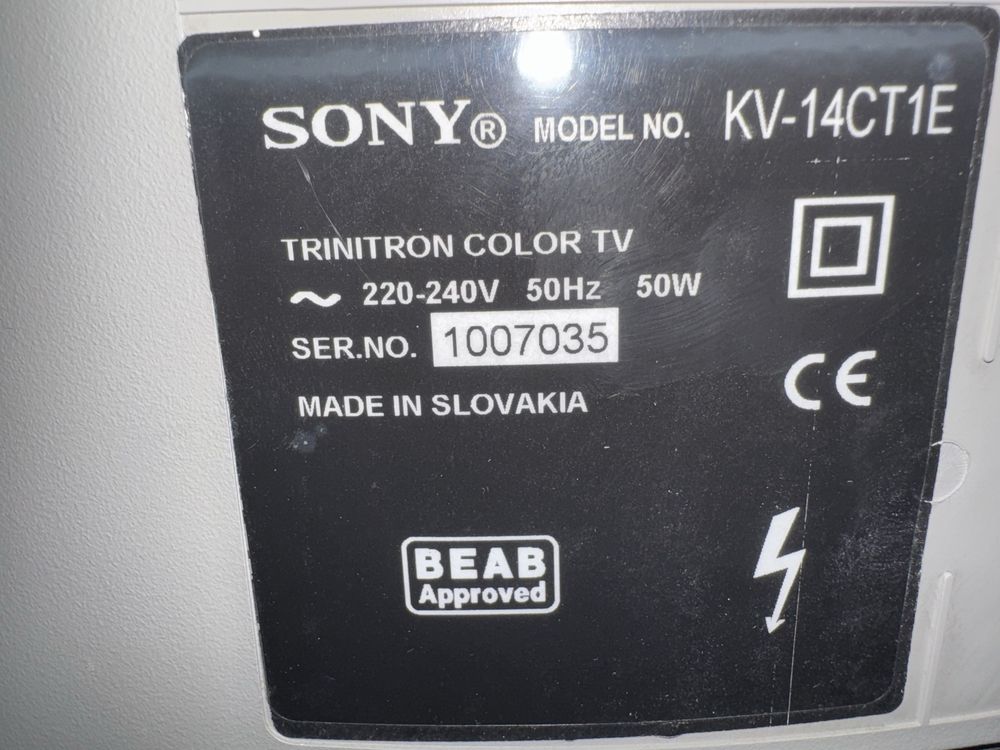 SONY® MODEL NO. KV-14CT1E
TRINITRON COLOR TV
~ 220-240V 50Hz 50W
SER.NO. 1007035
MADE IN SLOVAKIA
CE
BEAB
Approved